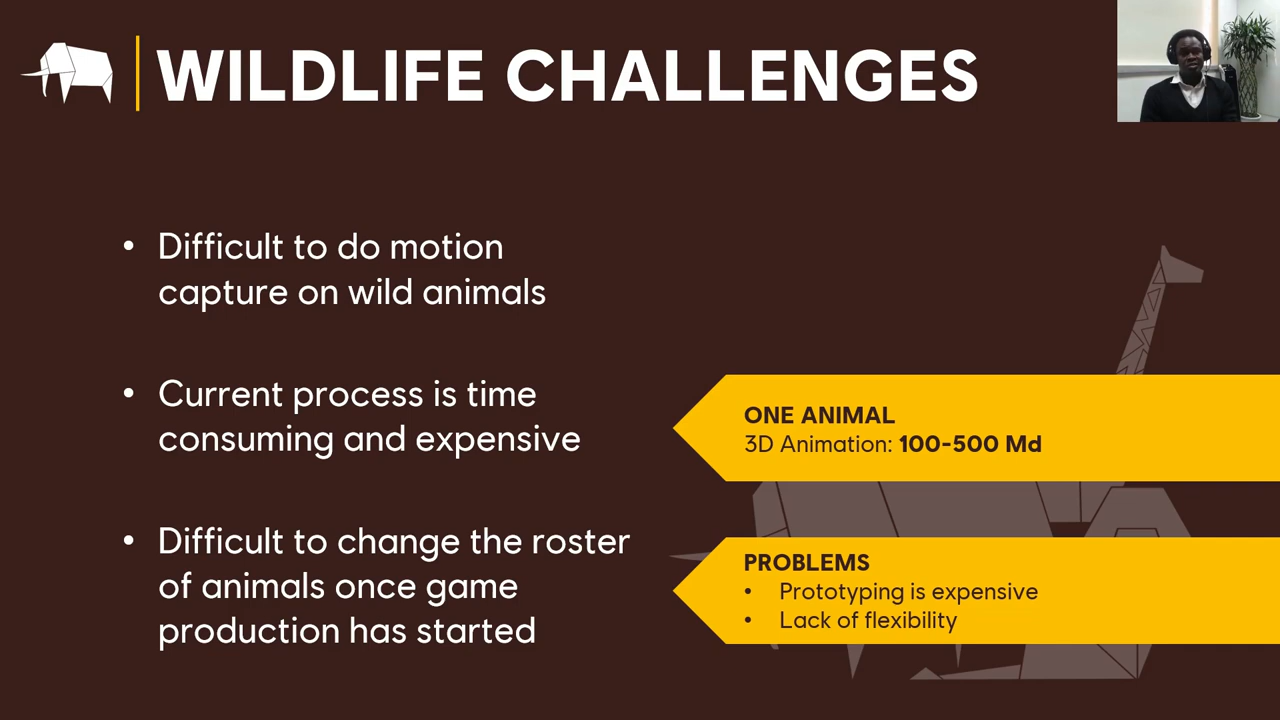 WILDLIFE CHALLENGES
• Difficult to do motion
capture on wild animals
• Current process is time
consuming and expensive
• Difficult to change the roster
of animals once game
production has started
ONE ANIMAL
3D Animation: 100-500 Md
PROBLEMS
• Prototyping is expensive
• Lack of flexibility